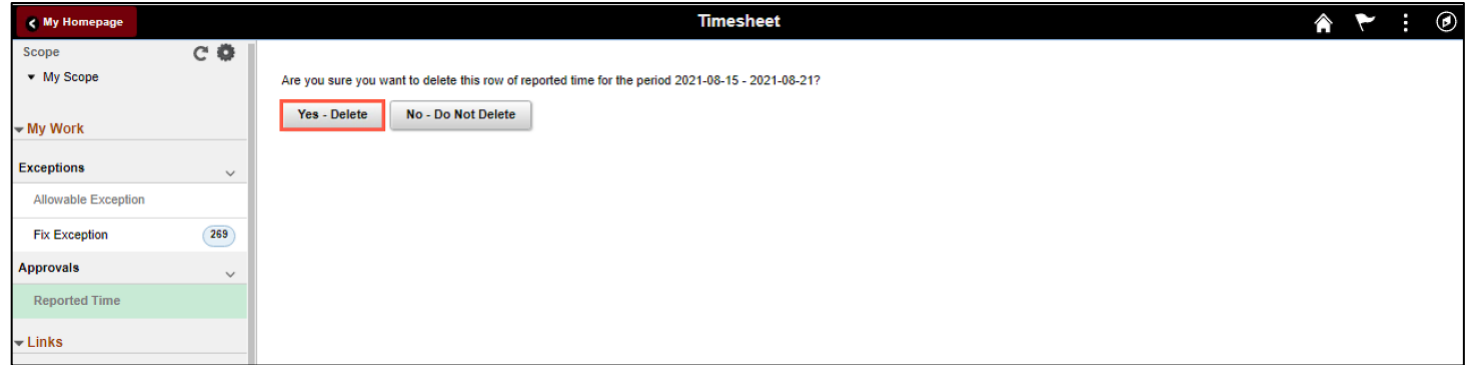 My Homepage
Timesheet
Scope
My Scope
Are you sure you want to delete this row of reported time for the period 2021-08-15 - 2021-08-21?
Yes - Delete
No - Do Not Delete
My Work
Exceptions
Allowable Exception
Fix Exception 269
Approvals
Reported Time
Links